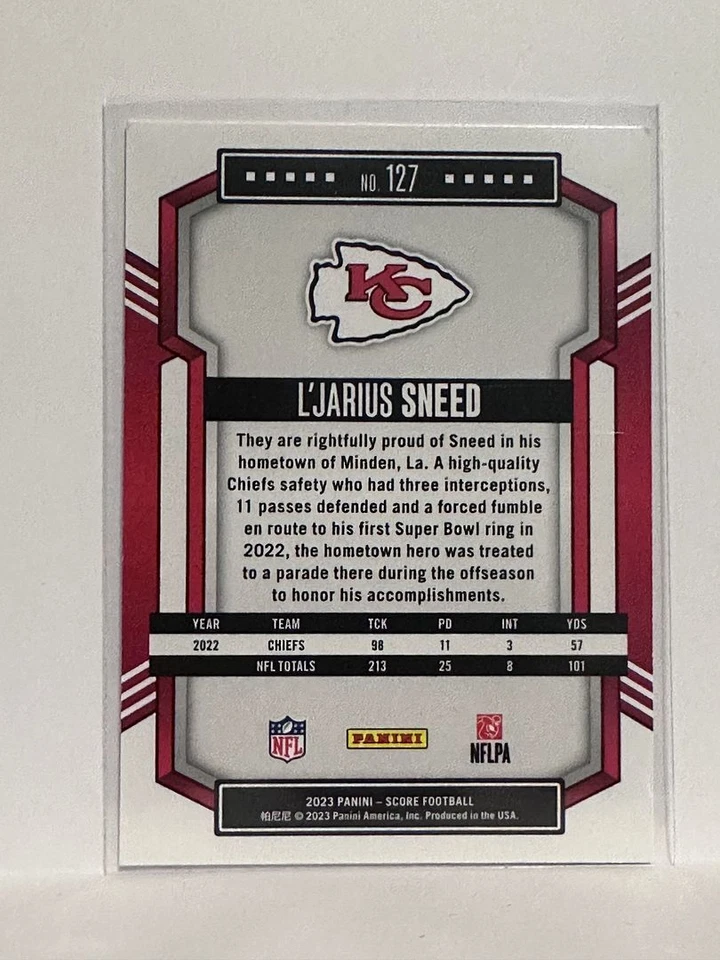 NO. 127
KC
L'JARIUS SNEED
They are rightfully proud of Sneed in his
hometown of Minden, La. A high-quality
Chiefs safety who had three interceptions,
11 passes defended and a forced fumble
en route to his first Super Bowl ring in
2022, the hometown hero was treated
to a parade there during the offseason
to honor his accomplishments.
YEAR TEAM TCK PD INT YDS
2022 CHIEFS 98 11 3 57
NFL TOTALS 213 25 8 101
NFL PANINI NFLPA
2023 PANINI – SCORE FOOTBALL
帕尼尼 © 2023 Panini America, Inc. Produced in the USA.